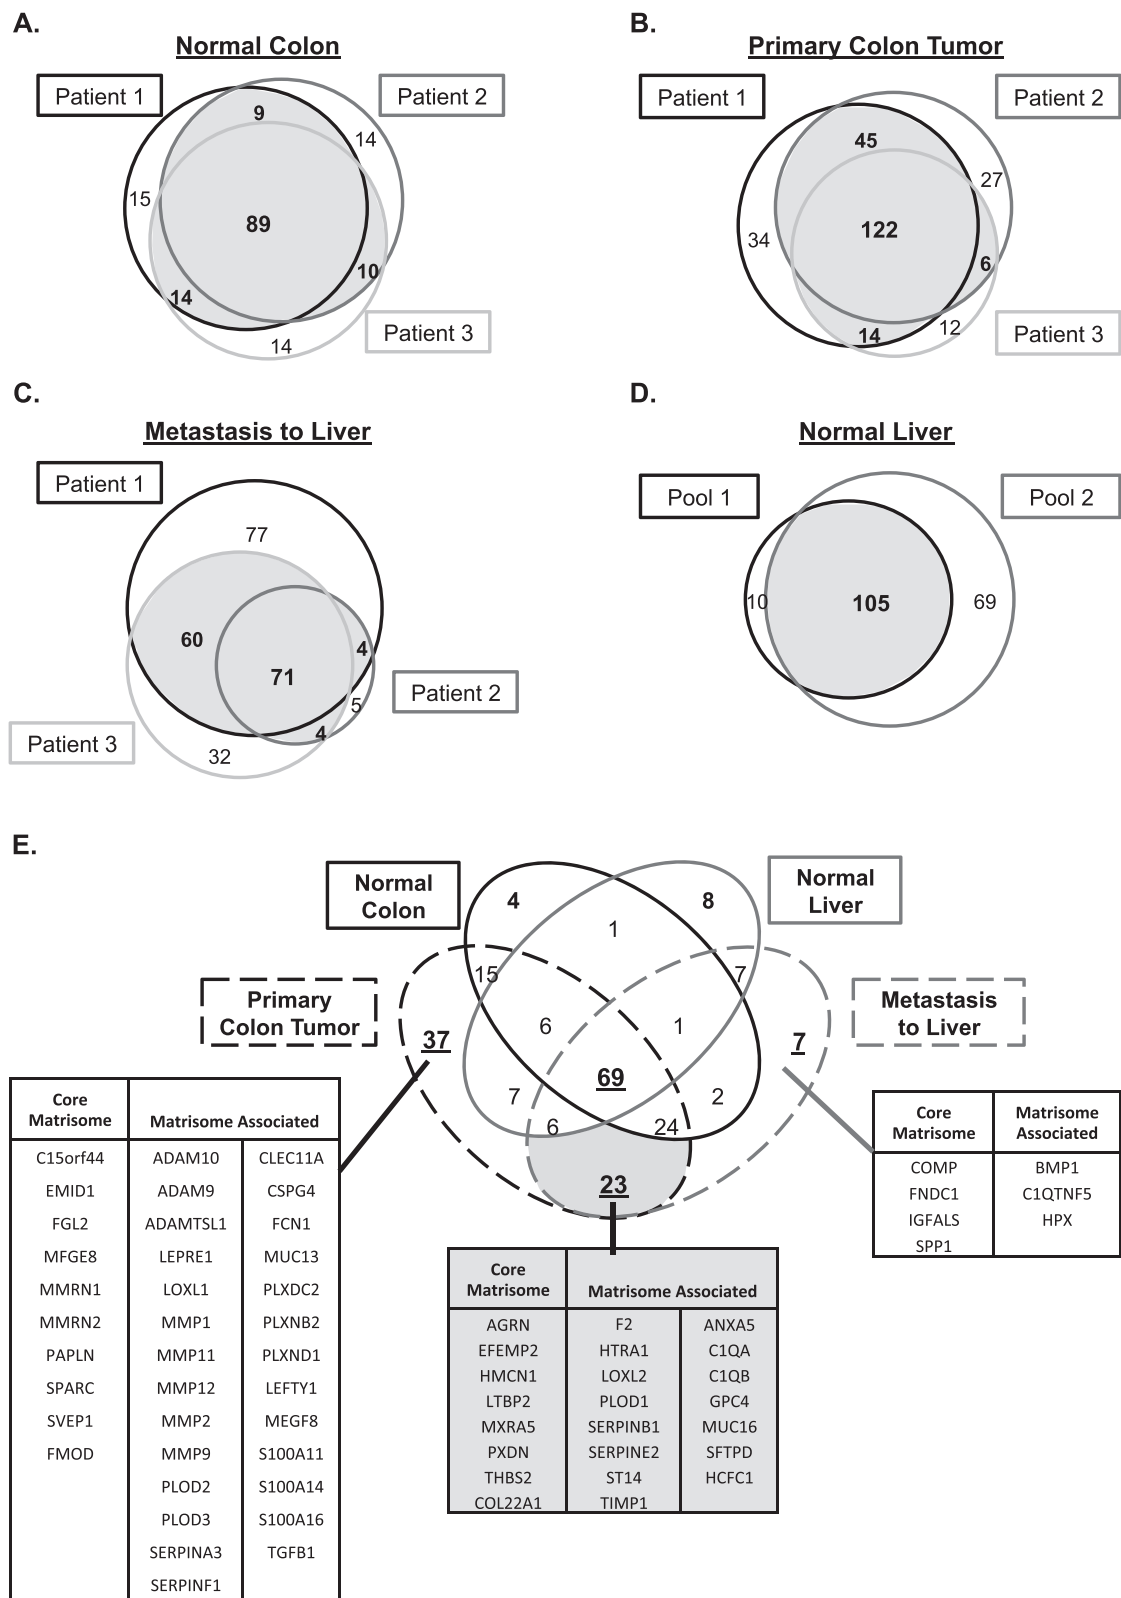 A.
Normal Colon
Patient 1
Patient 2
9
14
15
89
10
14
Patient 3
14
B.
Primary Colon Tumor
Patient 1
Patient 2
45
27
34
122
6
14
12
Patient 3
C.
Metastasis to Liver
Patient 1
77
60
4
71
Patient 2
5
4
Patient 3
32
D.
Normal Liver
Pool 1
Pool 2
10
105
69
E.
Normal
Colon
Normal
Liver
4
8
1
15
7
Primary
Colon Tumor
Metastasis
to Liver
6
1
37
7
69
7
2
6
24
23
Core
Matrisome
Matrisome Associated
C15orf44 ADAM10 CLEC11A
EMID1 ADAM9 CSPG4
FGL2 ADAMTSL1 FCN1
MFGE8 LEPRE1 MUC13
MMRN1 LOXL1 PLXDC2
MMRN2 MMP1 PLXNB2
PAPLN MMP11 PLXND1
SPARC MMP12 LEFTY1
SVEP1 MMP2 MEGF8
FMOD MMP9 S100A11
PLOD2 S100A14
PLOD3 S100A16
SERPINA3 TGFB1
SERPINF1
Core
Matrisome
Matrisome Associated
AGRN F2 ANXA5
EFEMP2 HTRA1 C1QA
HMCN1 LOXL2 C1QB
LTBP2 PLOD1 GPC4
MXRA5 SERPINB1 MUC16
PXDN SERPINE2 SFTPD
THBS2 ST14 HCFC1
COL22A1 TIMP1
Core
Matrisome
Matrisome
Associated
COMP BMP1
FNDC1 C1QTNF5
IGFALS HPX
SPP1